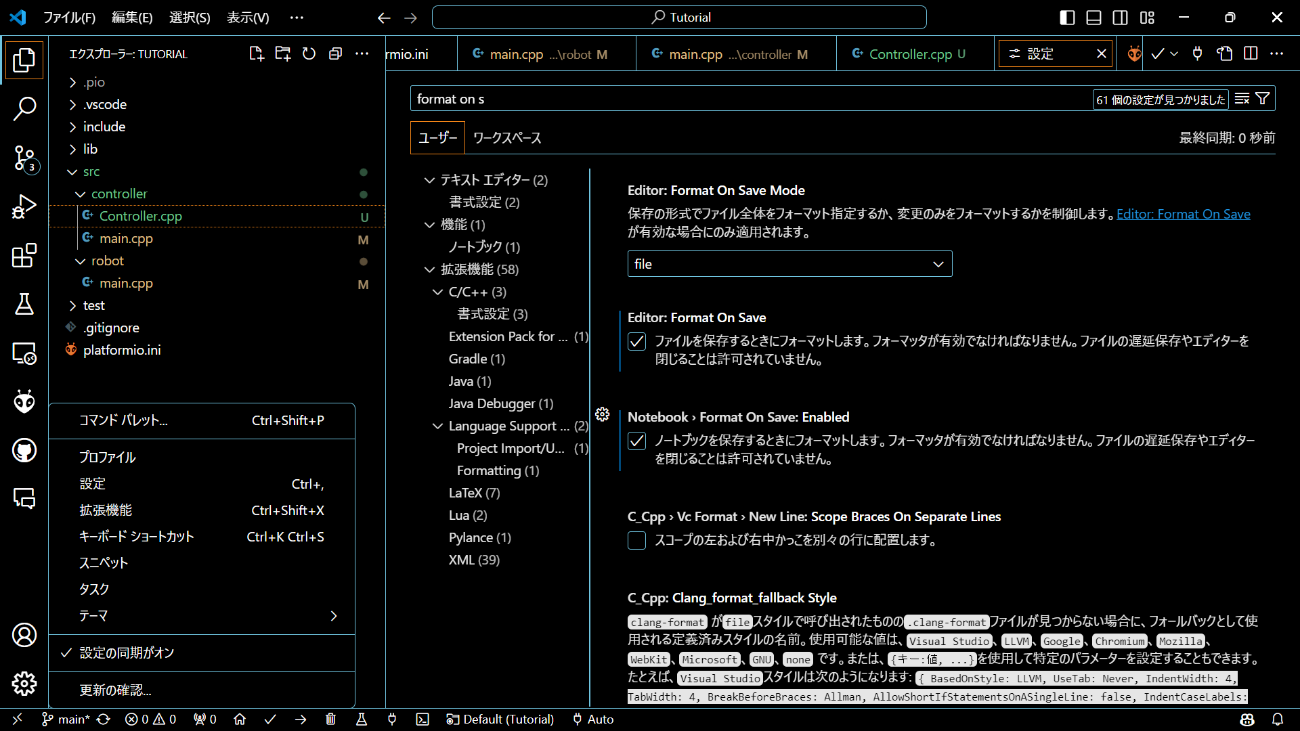 ファイル(F) 編集(E) 選択(S) 表示(V) ··· Tutorial
エクスプローラー: TUTORIAL
.pio
.vscode
include
lib
src
controller
Controller.cpp U
main.cpp M
robot
main.cpp M
test
.gitignore
platformio.ini
コマンド パレット... Ctrl+Shift+P
プロファイル
設定 Ctrl+,
拡張機能 Ctrl+Shift+X
キーボード ショートカット Ctrl+K Ctrl+S
スニペット
タスク
テーマ
設定の同期がオン
更新の確認...
3
rmio.ini main.cpp ...\robot M main.cpp ...\controller M Controller.cpp U 設定
format on s 61 個の設定が見つかりました
ユーザー ワークスペース 最終同期: 0 秒前
テキスト エディター (2)
書式設定 (2)
機能 (1)
ノートブック (1)
拡張機能 (58)
C/C++ (3)
書式設定 (3)
Extension Pack for ... (1)
Gradle (1)
Java (1)
Java Debugger (1)
Language Support ... (2)
Project Import/U... (1)
Formatting (1)
LaTeX (7)
Lua (2)
Pylance (1)
XML (39)
Editor: Format On Save Mode
保存の形式でファイル全体をフォーマット指定するか、変更のみをフォーマットするかを制御します。Editor: Format On Save
が有効な場合にのみ適用されます。
file
Editor: Format On Save
ファイルを保存するときにフォーマットします。フォーマッタが有効でなければなりません。ファイルの遅延保存やエディターを
閉じることは許可されていません。
Notebook › Format On Save: Enabled
ノートブックを保存するときにフォーマットします。フォーマッタが有効でなければなりません。ファイルの遅延保存やエディター
を閉じることは許可されていません。
C_Cpp › Vc Format › New Line: Scope Braces On Separate Lines
スコープの左および右中かっこを別々の行に配置します。
C_Cpp: Clang_format_fallback Style
clang-format がfileスタイルで呼び出されたものの.clang-formatファイルが見つからない場合に、フォールバックとして使
用される定義済みスタイルの名前。使用可能な値は、Visual Studio、LLVM、Google、Chromium、Mozilla、
WebKit、Microsoft、GNU、none です。または、{キー:値, ...}を使用して特定のパラメーターを設定することもできます。
たとえば、Visual Studioスタイルは次のようになります: { BasedOnStyle: LLVM, UseTab: Never, IndentWidth: 4,
TabWidth: 4, BreakBeforeBraces: Allman, AllowShortIfStatementsOnASingleLine: false, IndentCaseLabels:
main* 0 0 0 Default (Tutorial) Auto